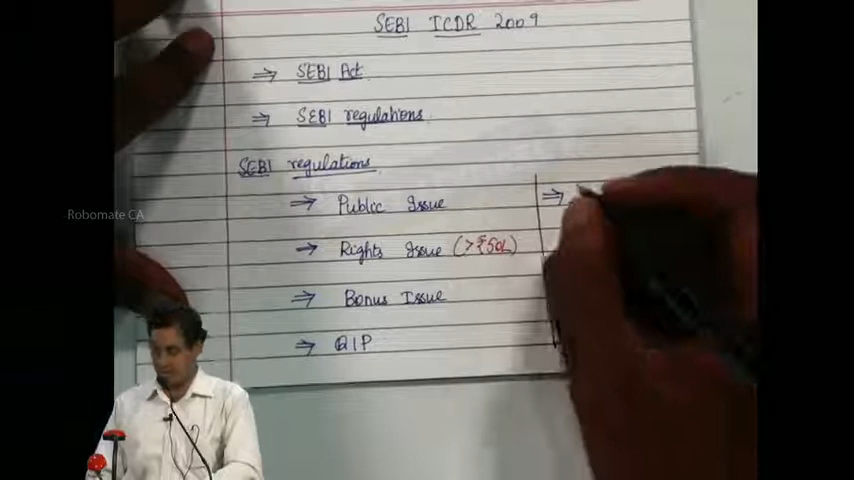 SEBI ICDR 2009
⇒ SEBI Act
⇒ SEBI regulations
SEBI regulations
⇒ Public Issue
⇒ Rights Issue (>₹50L)
⇒ Bonus Issue
⇒ QIP
⇒
Robomate CA